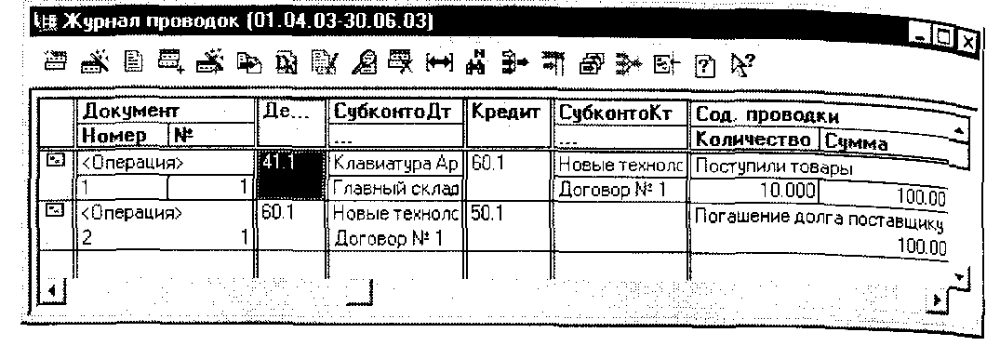 Журнал проводок (01.04.03-30.06.03)
Документ Де... СубконтоДт Кредит СубконтоКт Сод. проводки
Номер № ... ... Количество Сумма
<Операция> 41.1 Клавиатура Ар 60.1 Новые технолс Поступили товары
1 1 Главный склад Договор № 1 10.000 100.00
<Операция> 60.1 Новые технолс 50.1 Погашение долга поставщику
2 1 Договор № 1 100.00